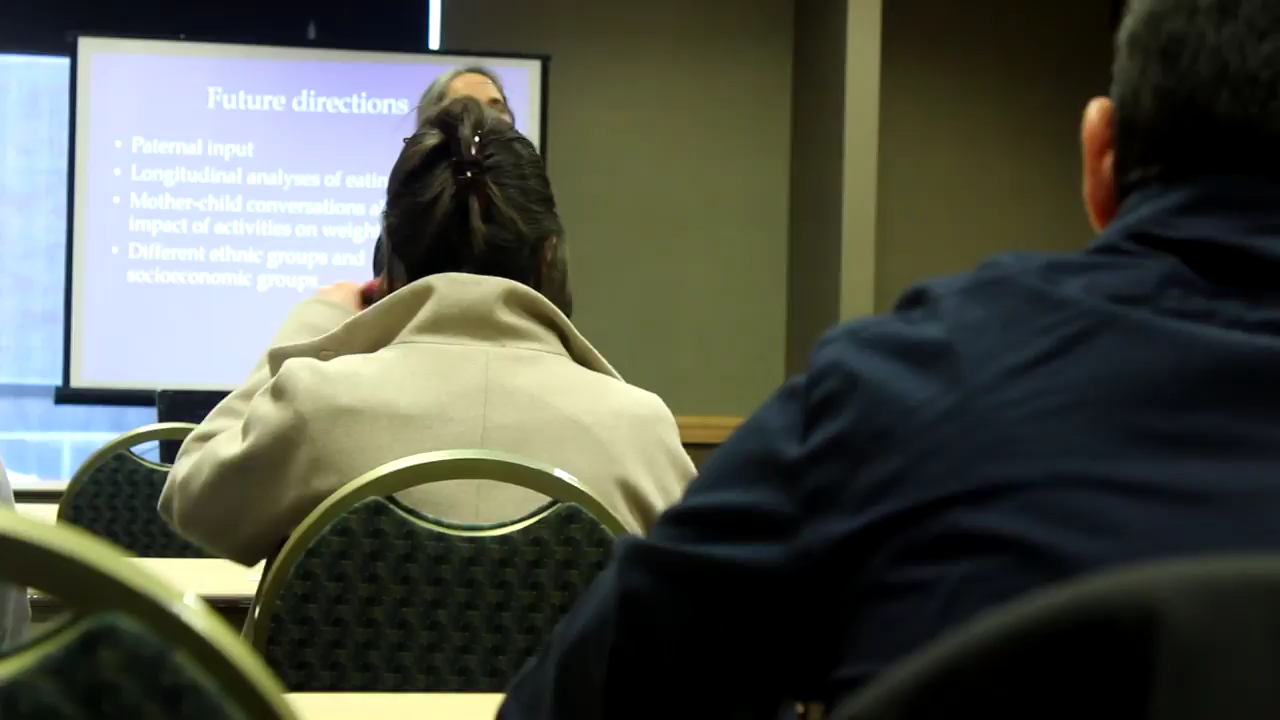 Future directions
• Paternal input
• Longitudinal analyses of
• Mother-child conversations
impact of activities on
• Different ethnic groups and
socioeconomic groups